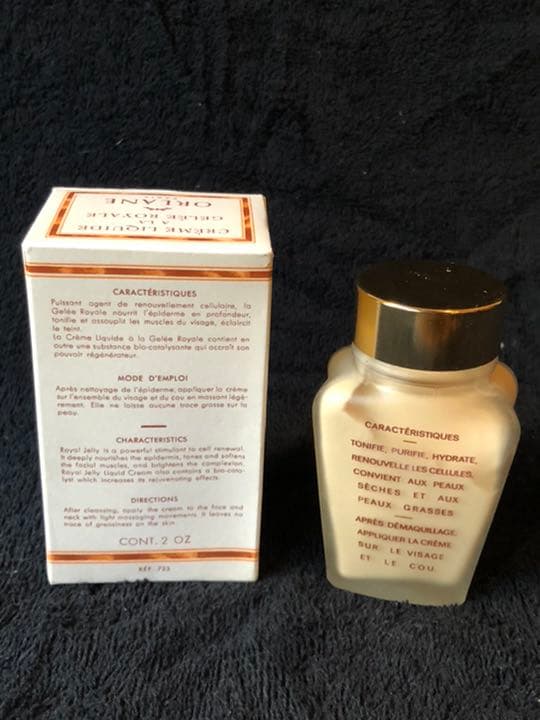 CRÈME LIQUIDE
A LA
GELÉE ROYALE
ORLANE
CARACTÉRISTIQUES
Puissant agent de renouvellement cellulaire, la
Gelée Royale nourrit l'épiderme en profondeur,
tonifie et assouplit les muscles du visage, éclaircit
le teint.
La Crème Liquide à la Gelée Royale contient en
outre une substance bio-catalysante qui accroît son
pouvoir régénérateur.
MODE D'EMPLOI
Après nettoyage de l'épiderme, appliquer la crème
sur l'ensemble du visage et du cou en massant légè-
rement. Elle ne laisse aucune trace grasse sur la
peau.
CHARACTERISTICS
Royal Jelly is a powerful stimulant to cell renewal.
It deeply nourishes the epidermis, tones and softens
the facial muscles, and brightens the complexion.
Royal Jelly Liquid Cream also contains a bio-cata-
lyst which increases its rejuvenating effects.
DIRECTIONS
After cleansing, apply the cream to the face and
neck with light massaging movements. It leaves no
trace of greasiness on the skin.
CONT. 2 OZ
RÉF. 723
CARACTÉRISTIQUES
TONIFIE, PURIFIE, HYDRATE,
RENOUVELLE LES CELLULES.
CONVIENT AUX PEAUX
SÈCHES ET AUX
PEAUX GRASSES
APRÈS DÉMAQUILLAGE,
APPLIQUER LA CRÈME
SUR LE VISAGE
ET LE COU.